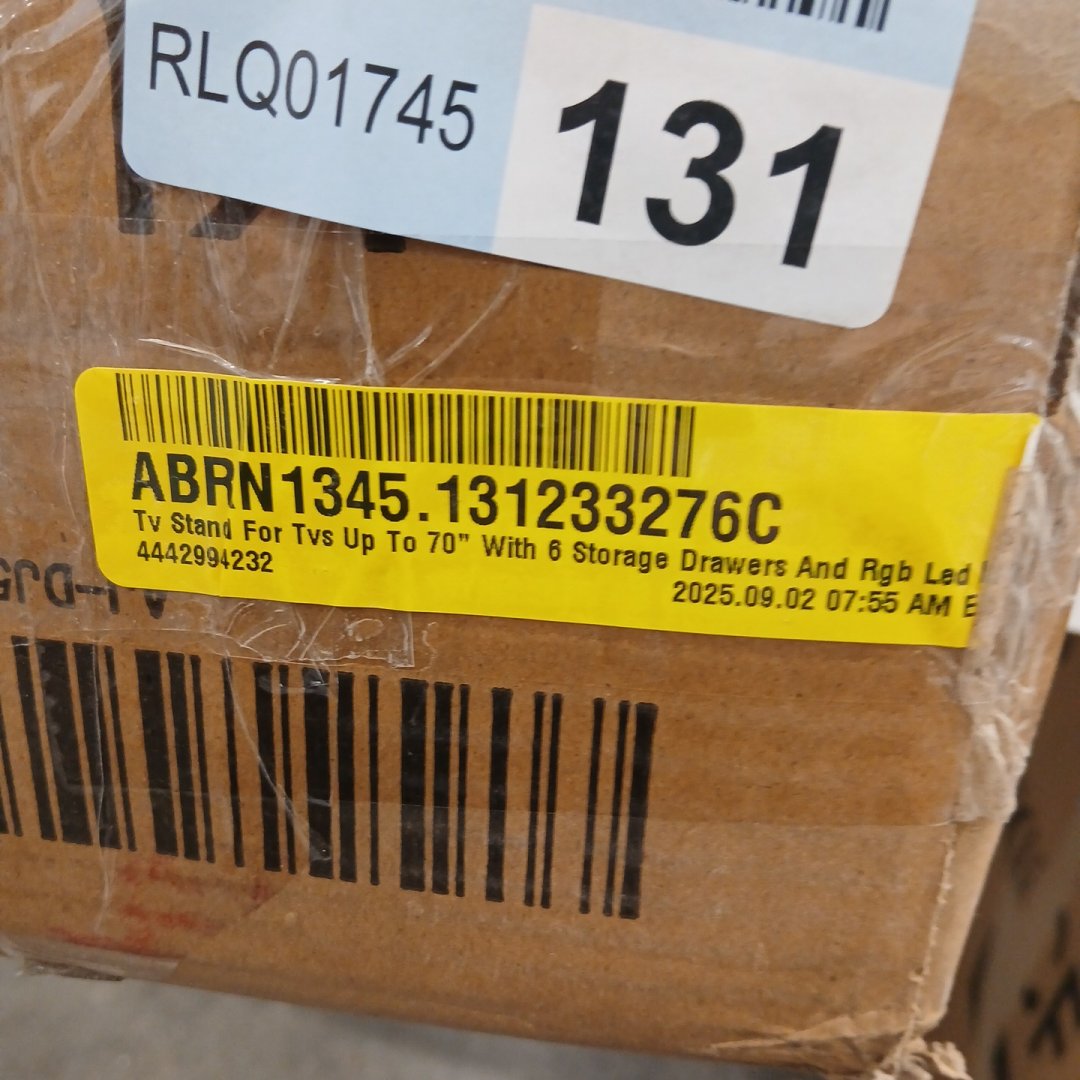 RLQ01745
131
ABRN1345.131233276C
Tv Stand For Tvs Up To 70" With 6 Storage Drawers And Rgb Led
4442994232
2025.09.02 07:55 AM E